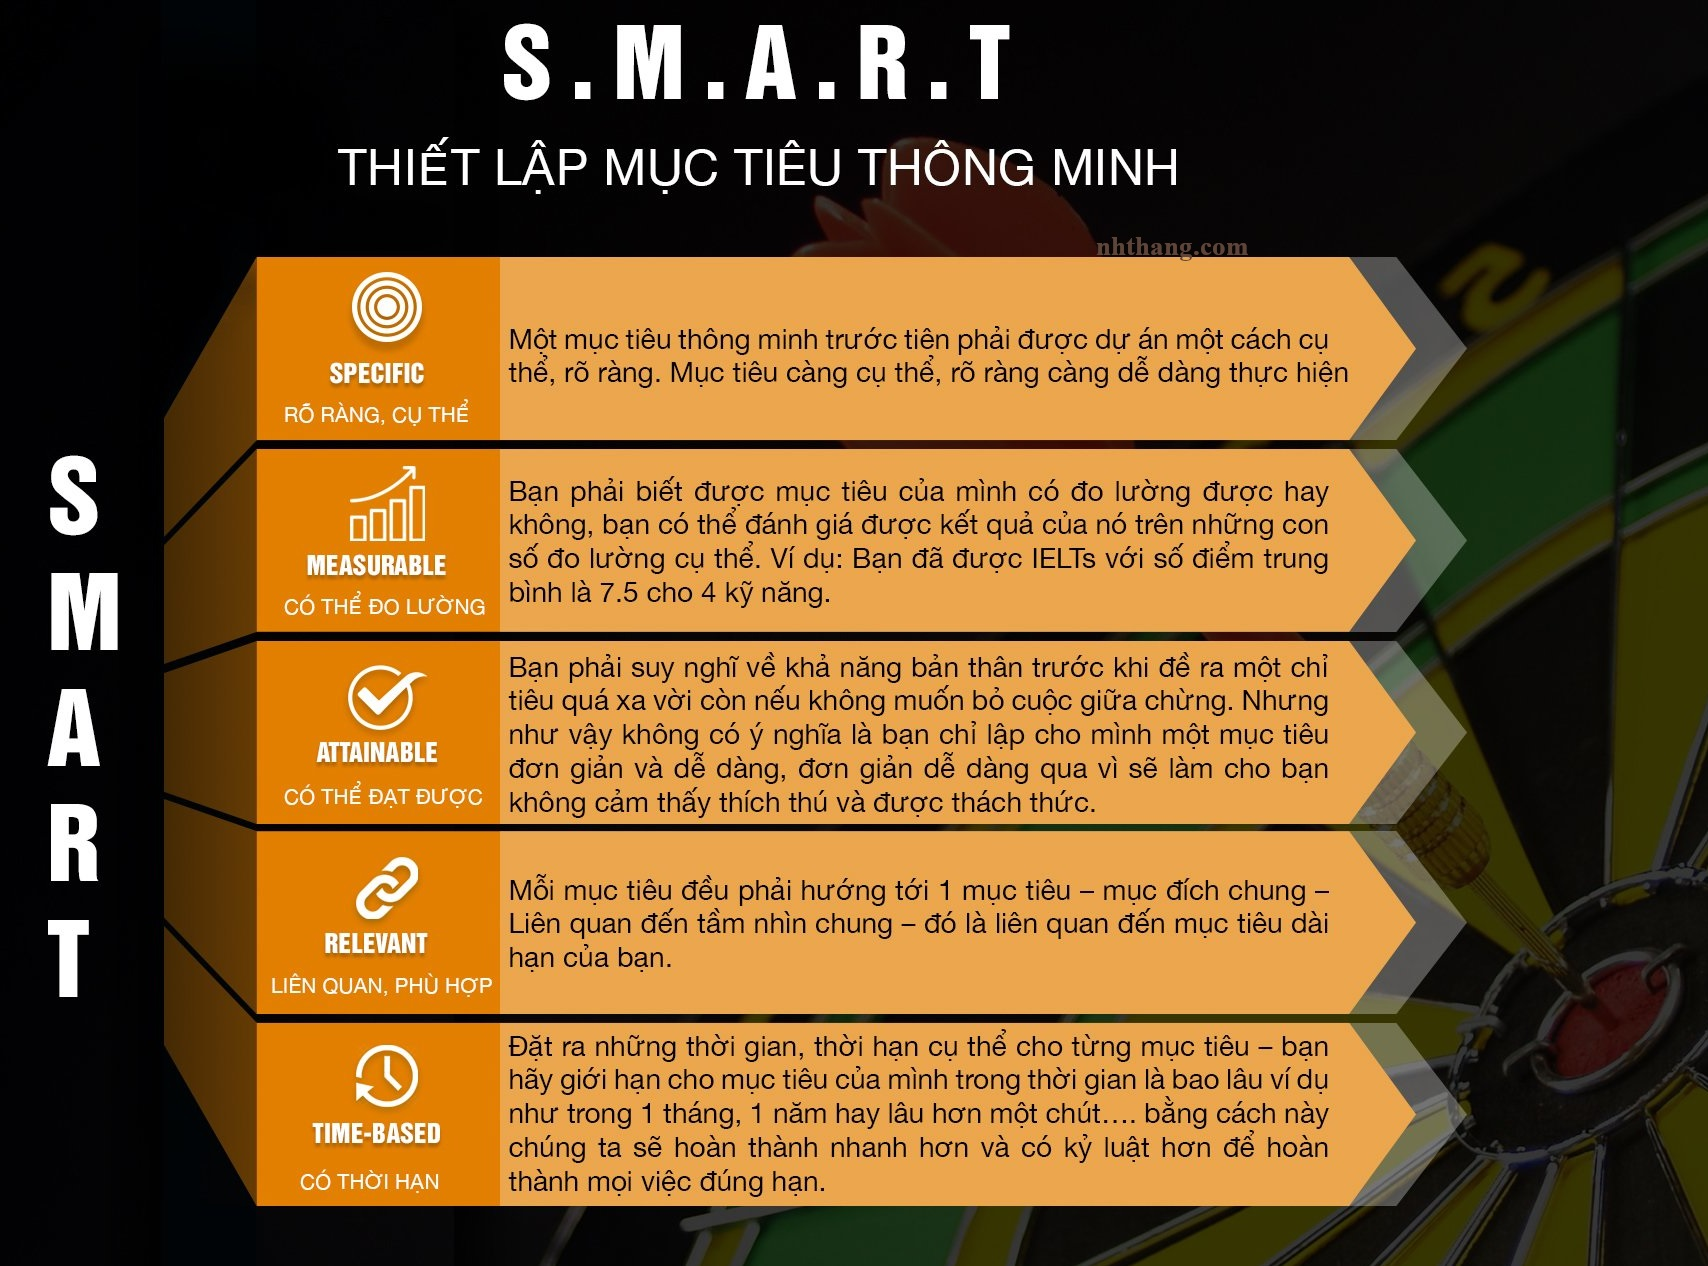 S.M.A.R.T
THIẾT LẬP MỤC TIÊU THÔNG MINH
nhthang.com
S
M
A
R
T
SPECIFIC
RÕ RÀNG, CỤ THỂ
Một mục tiêu thông minh trước tiên phải được dự án một cách cụ
thể, rõ ràng. Mục tiêu càng cụ thể, rõ ràng càng dễ dàng thực hiện
MEASURABLE
CÓ THỂ ĐO LƯỜNG
Bạn phải biết được mục tiêu của mình có đo lường được hay
không, bạn có thể đánh giá được kết quả của nó trên những con
số đo lường cụ thể. Ví dụ: Bạn đã được IELTs với số điểm trung
bình là 7.5 cho 4 kỹ năng.
ATTAINABLE
CÓ THỂ ĐẠT ĐƯỢC
Bạn phải suy nghĩ về khả năng bản thân trước khi đề ra một chỉ
tiêu quá xa vời còn nếu không muốn bỏ cuộc giữa chừng. Nhưng
như vậy không có ý nghĩa là bạn chỉ lập cho mình một mục tiêu
đơn giản và dễ dàng, đơn giản dễ dàng qua vì sẽ làm cho bạn
không cảm thấy thích thú và được thách thức.
RELEVANT
LIÊN QUAN, PHÙ HỢP
Mỗi mục tiêu đều phải hướng tới 1 mục tiêu – mục đích chung –
Liên quan đến tầm nhìn chung – đó là liên quan đến mục tiêu dài
hạn của bạn.
TIME-BASED
CÓ THỜI HẠN
Đặt ra những thời gian, thời hạn cụ thể cho từng mục tiêu – bạn
hãy giới hạn cho mục tiêu của mình trong thời gian là bao lâu ví dụ
như trong 1 tháng, 1 năm hay lâu hơn một chút…. bằng cách này
chúng ta sẽ hoàn thành nhanh hơn và có kỷ luật hơn để hoàn
thành mọi việc đúng hạn.
2